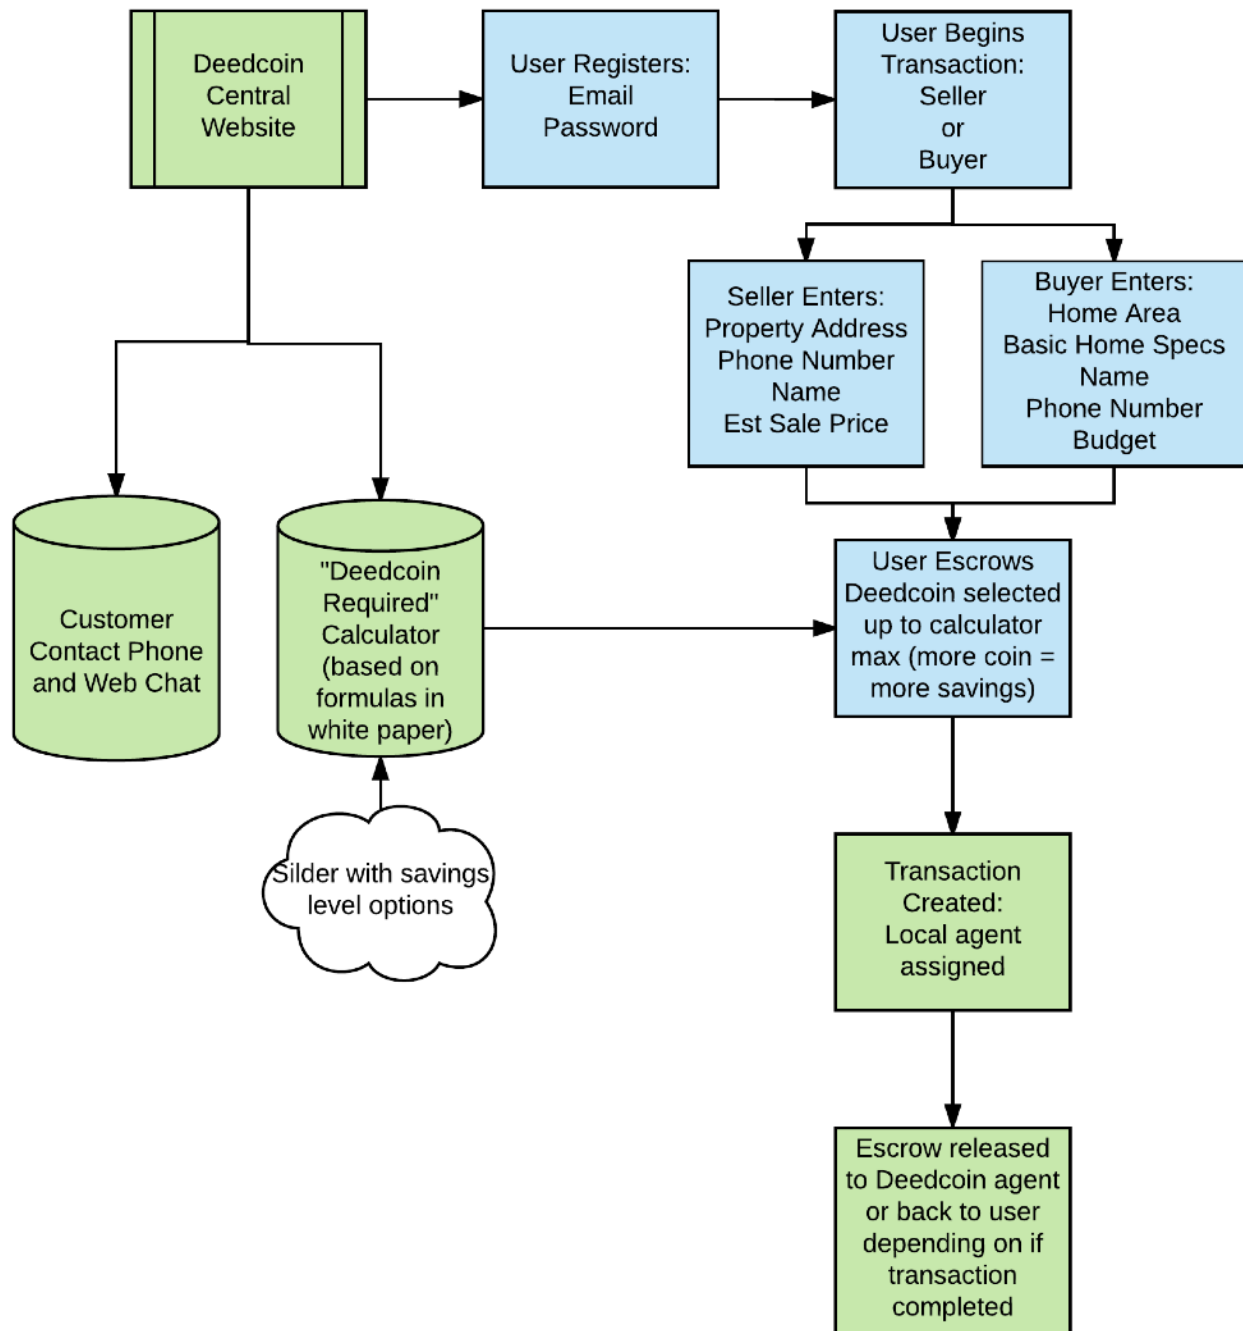 Deedcoin
Central
Website
User Registers:
Email
Password
User Begins
Transaction:
Seller
or
Buyer
Seller Enters:
Property Address
Phone Number
Name
Est Sale Price
Buyer Enters:
Home Area
Basic Home Specs
Name
Phone Number
Budget
Customer
Contact Phone
and Web Chat
"Deedcoin
Required"
Calculator
(based on
formulas in
white paper)
User Escrows
Deedcoin selected
up to calculator
max (more coin =
more savings)
Silder with savings
level options
Transaction
Created:
Local agent
assigned
Escrow released
to Deedcoin agent
or back to user
depending on if
transaction
completed